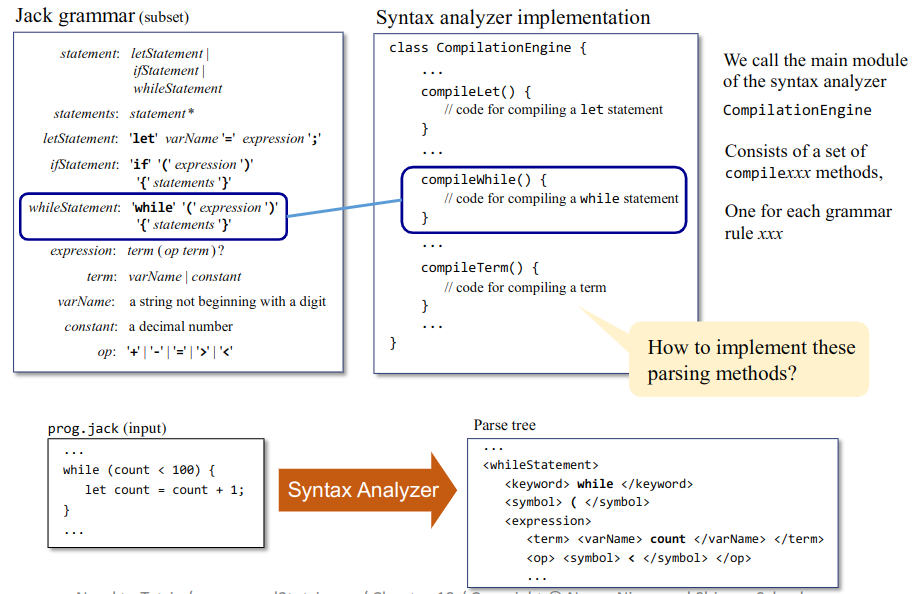 Jack grammar (subset)
statement: letStatement |
ifStatement |
whileStatement
statements: statement*
letStatement: 'let' varName '=' expression ';'
ifStatement: 'if' '(' expression ')'
'{' statements '}'
whileStatement: 'while' '(' expression ')'
'{' statements '}'
expression: term (op term)?
term: varName | constant
varName: a string not beginning with a digit
constant: a decimal number
op: '+' | '-' | '=' | '>' | '<'
Syntax analyzer implementation
class CompilationEngine {
...
compileLet() {
// code for compiling a let statement
}
...
compileWhile() {
// code for compiling a while statement
}
...
compileTerm() {
// code for compiling a term
}
...
}
We call the main module
of the syntax analyzer
CompilationEngine
Consists of a set of
compilexxx methods,
One for each grammar
rule xxx
How to implement these
parsing methods?
prog.jack (input)
...
while (count < 100) {
let count = count + 1;
}
...
Syntax Analyzer
Parse tree
...
<whileStatement>
<keyword> while </keyword>
<symbol> ( </symbol>
<expression>
<term> <varName> count </varName> </term>
<op> <symbol> < </symbol> </op>
...